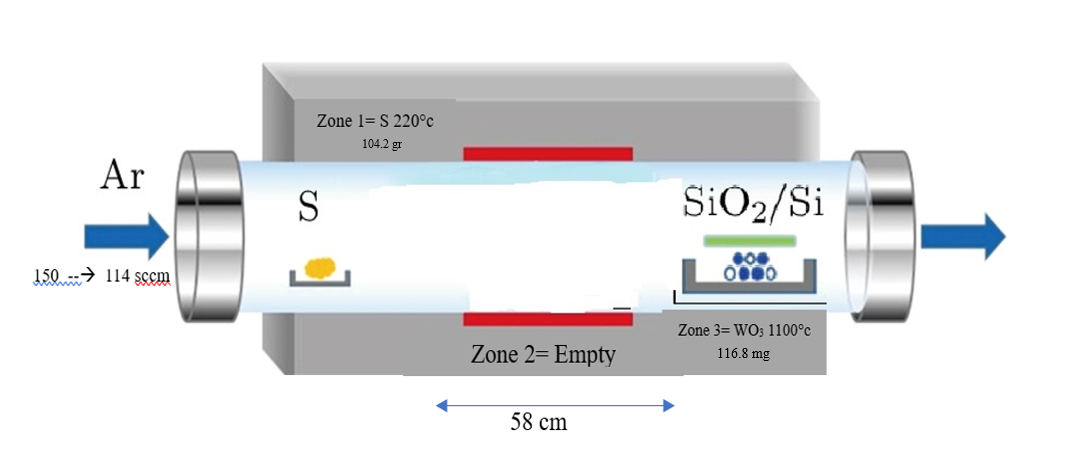 Zone 1= S 220°c
104.2 gr
Ar
S
SiO₂/Si
150 --→ 114 sccm
Zone 3= WO₃ 1100°c
116.8 mg
Zone 2= Empty
58 cm